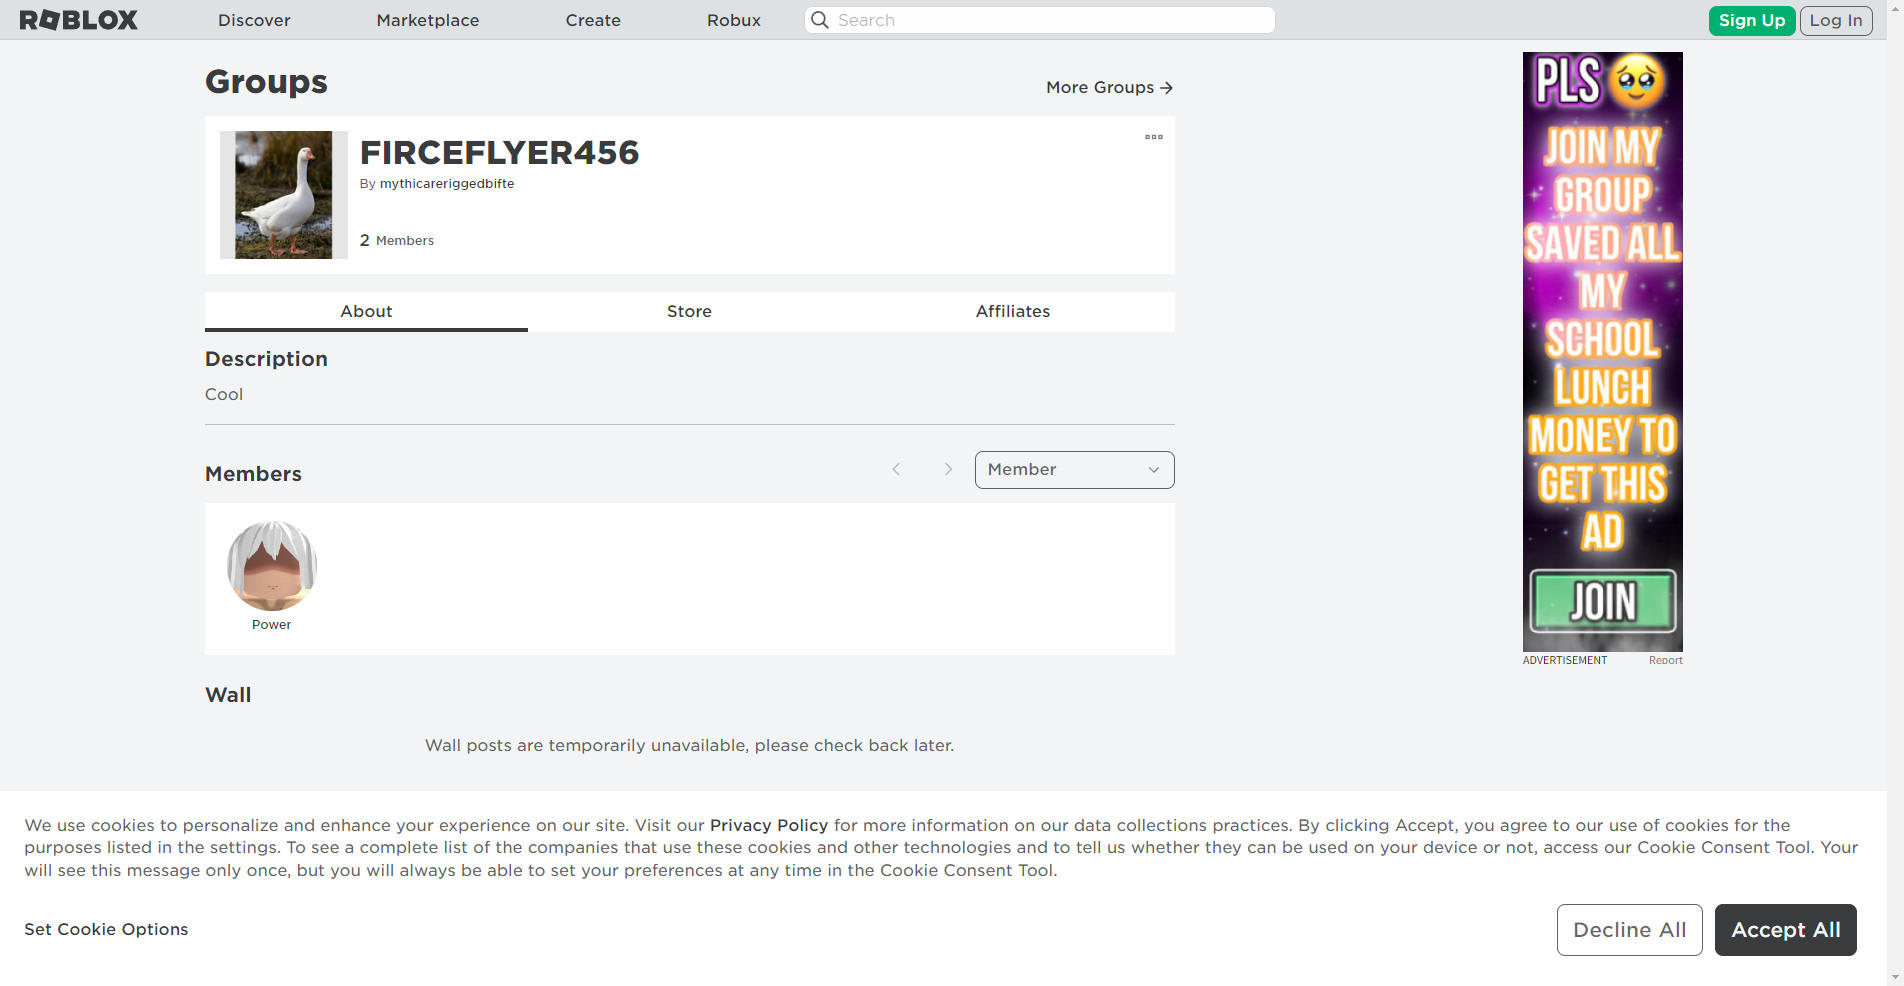 ROBLOX
Discover
Marketplace
Create
Robux
Search
Sign Up
Log In
Groups
More Groups
FIRCEFLYER456
By mythicareriggedbifte
2 Members
About
Store
Affiliates
Description
Cool
Members
Member
Power
Wall
Wall posts are temporarily unavailable, please check back later.
PLS
JOIN MY
GROUP
SAVED ALL
MY
SCHOOL
LUNCH
MONEY TO
GET THIS
AD
JOIN
ADVERTISEMENT
Report
We use cookies to personalize and enhance your experience on our site. Visit our Privacy Policy for more information on our data collections practices. By clicking Accept, you agree to our use of cookies for the
purposes listed in the settings. To see a complete list of the companies that use these cookies and other technologies and to tell us whether they can be used on your device or not, access our Cookie Consent Tool. Your
will see this message only once, but you will always be able to set your preferences at any time in the Cookie Consent Tool.
Set Cookie Options
Decline All
Accept All